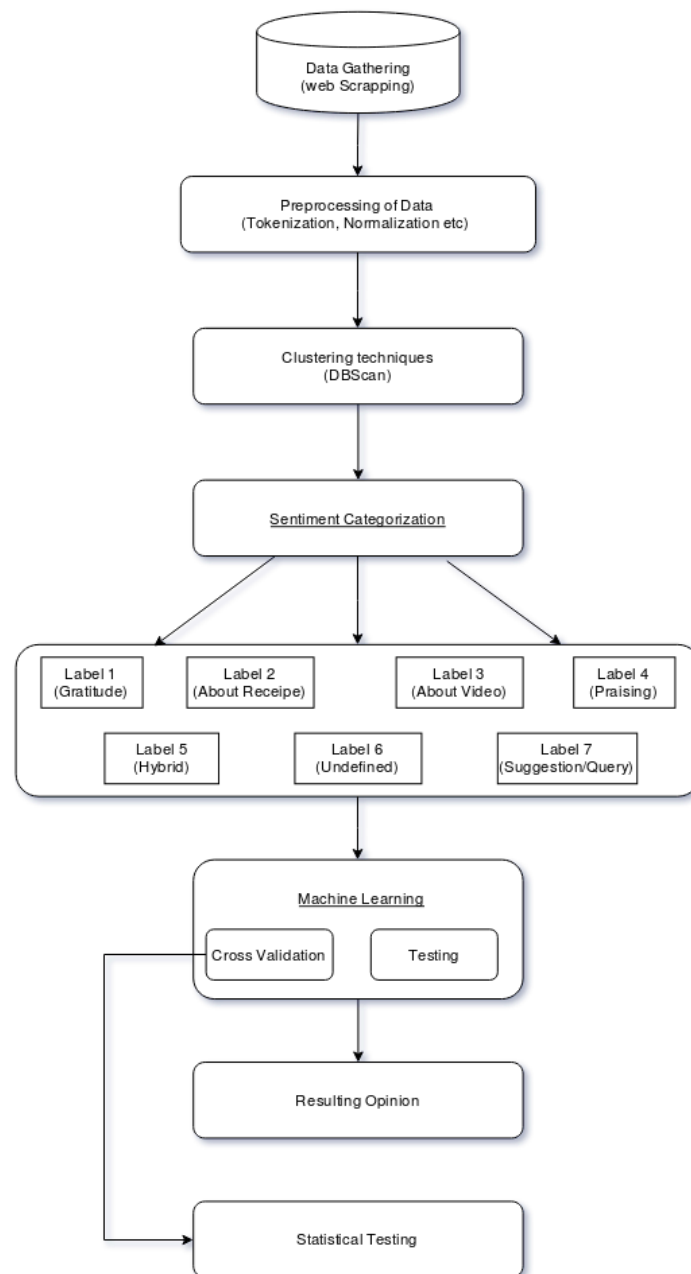 Data Gathering
(web Scrapping)
Preprocessing of Data
(Tokenization, Normalization etc)
Clustering techniques
(DBScan)
Sentiment Categorization
Label 1
(Gratitude)
Label 2
(About Receipe)
Label 3
(About Video)
Label 4
(Praising)
Label 5
(Hybrid)
Label 6
(Undefined)
Label 7
(Suggestion/Query)
Machine Learning
Cross Validation
Testing
Resulting Opinion
Statistical Testing